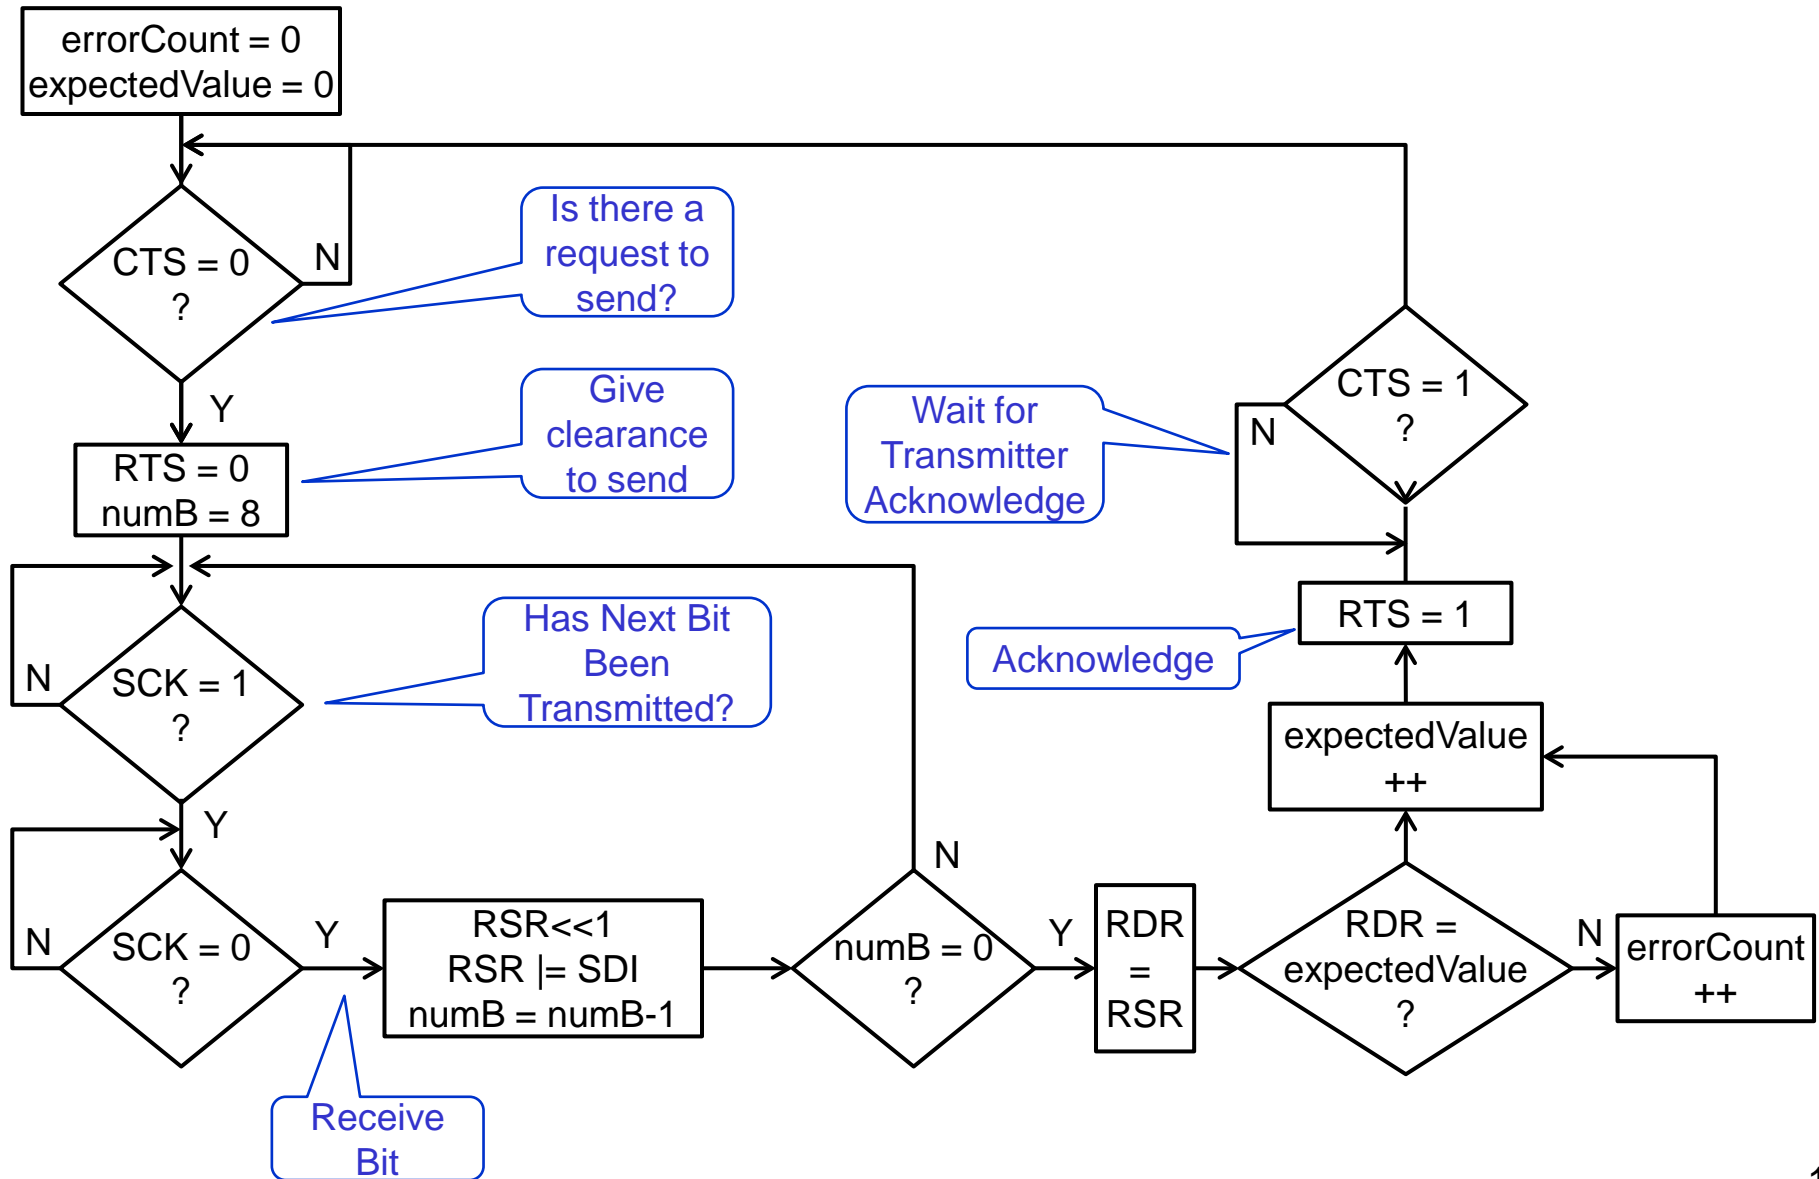 errorCount = 0
expectedValue = 0
CTS = 0
?
N
Is there a
request to
send?
Y
RTS = 0
numB = 8
Give
clearance
to send
SCK = 1
?
N
Has Next Bit
Been
Transmitted?
Y
SCK = 0
?
N
Y
Receive
Bit
RSR<<1
RSR |= SDI
numB = numB-1
numB = 0
?
N
Y
RDR
=
RSR
RDR =
expectedValue
?
N
errorCount
++
expectedValue
++
RTS = 1
Acknowledge
CTS = 1
?
N
Wait for
Transmitter
Acknowledge